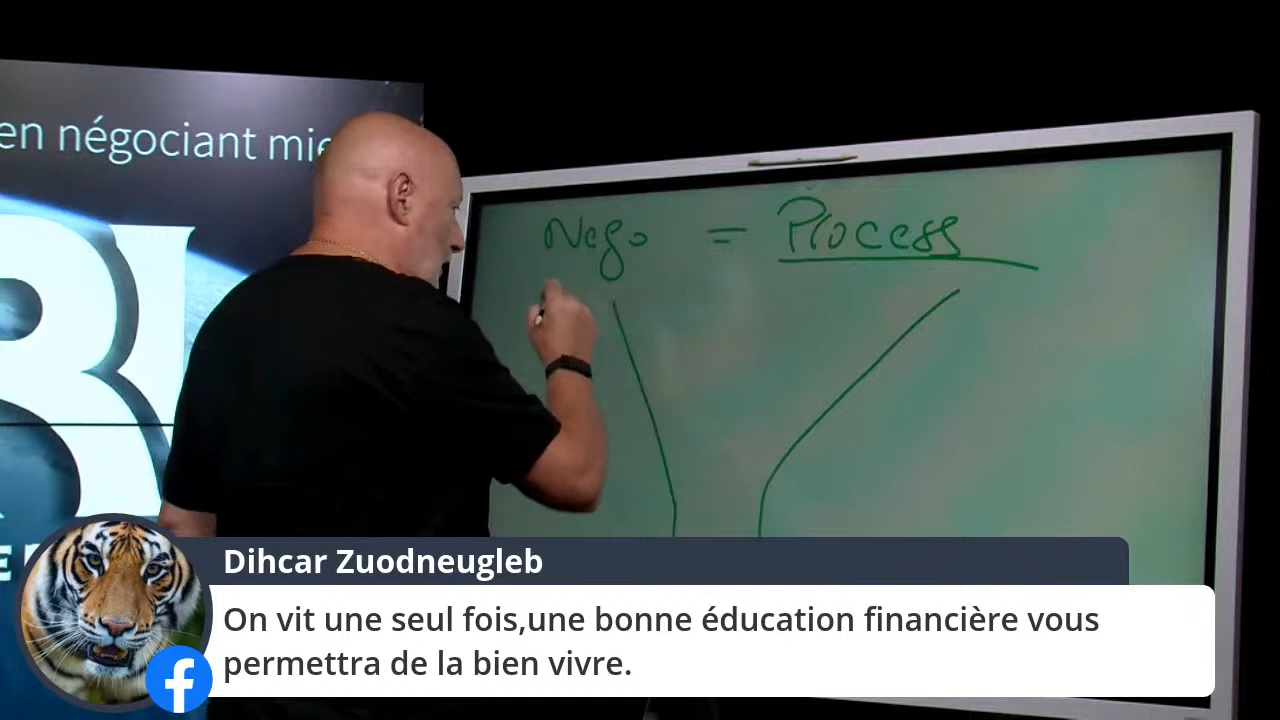 en négociant mie
Nego = Process
Dihcar Zuodneugleb
On vit une seul fois,une bonne éducation financière vous
permettra de la bien vivre.